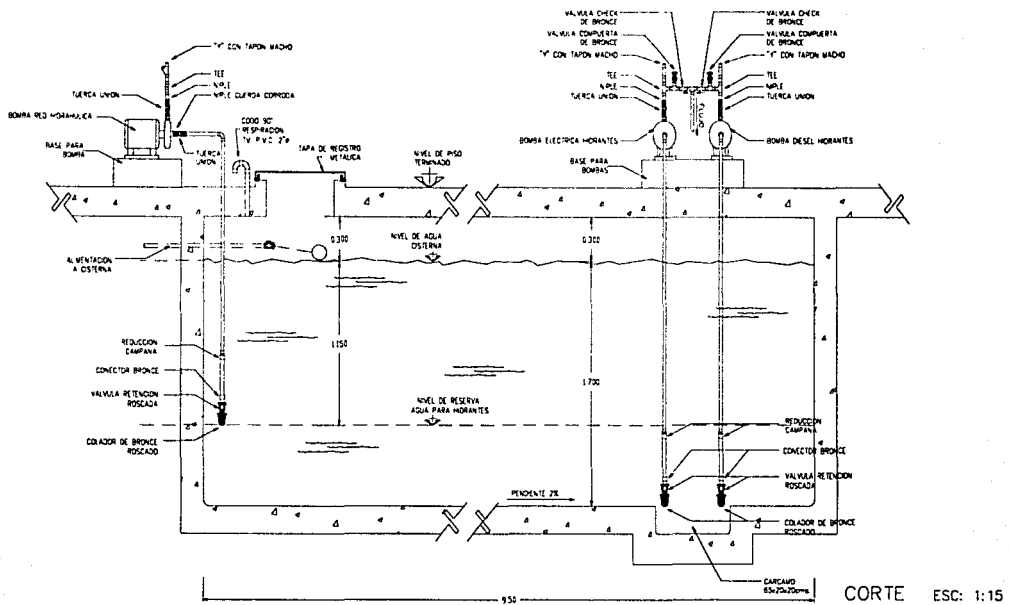 "Y" CON TAPON MACHO
TEE
NIPLE
TUERCA UNION
NIPLE CUERDA CORRIDA
BOMBA RED HIDRAHULICA
BASE PARA
BOMBA
TUERCA
UNION
CODO 90°
RESPIRACION
TV P.V.C. 2"ø
TAPA DE REGISTRO
METALICA
NIVEL DE PISO
TERMINADO
NIVEL DE AGUA
CISTERNA
0.300
ALIMENTACION
A CISTERNA
1.150
REDUCCION
CAMPANA
CONECTOR BRONCE
VALVULA RETENCION
ROSCADA
COLADOR DE BRONCE
ROSCADO
NIVEL DE RESERVA
AGUA PARA HIDRANTES
PENDIENTE 2%
9.50
VALVULA CHECK
DE BRONCE
VALVULA COMPUERTA
DE BRONCE
"Y" CON TAPON MACHO
TEE
NIPLE
TUERCA UNION
BOMBA ELECTRICA HIDRANTES
BASE PARA
BOMBAS
FLUJO
VALVULA CHECK
DE BRONCE
VALVULA COMPUERTA
DE BRONCE
"Y" CON TAPON MACHO
TEE
NIPLE
TUERCA UNION
BOMBA DIESEL HIDRANTES
0.300
1.700
REDUCCION
CAMPANA
CONECTOR BRONCE
VALVULA RETENCION
ROSCADA
COLADOR DE BRONCE
ROSCADO
CARCAMO
65x20x20cms.
CORTE ESC: 1:15